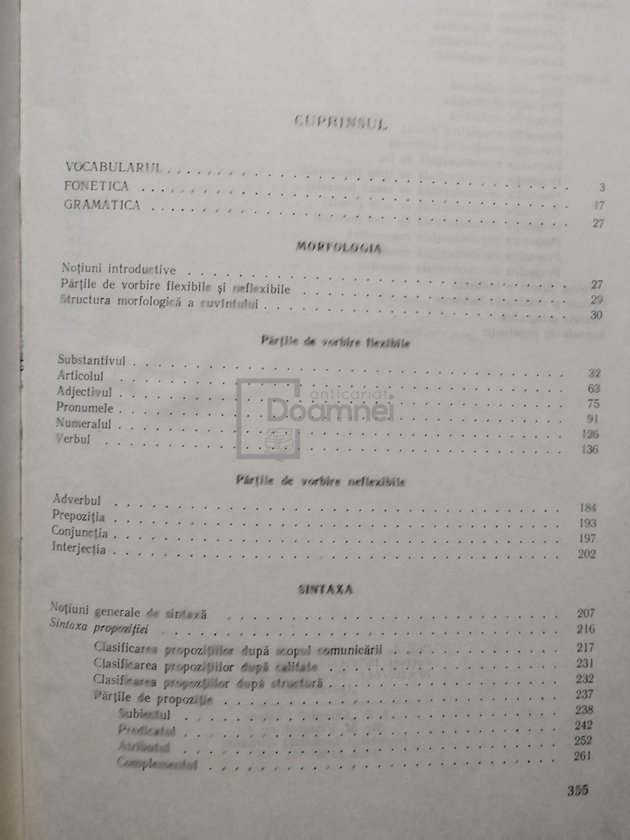 CUPRINSUL
VOCABULARUL . . . . . . . . . . 3
FONETICA . . . . . . . . . . 17
GRAMATICA . . . . . . . . . . 27
MORFOLOGIA
Noțiuni introductive . . . . . . . . . . 27
Părțile de vorbire flexibile și neflexibile . . . . . . . . . . 29
Structura morfologică a cuvîntului . . . . . . . . . . 30
Părțile de vorbire flexibile
Substantivul . . . . . . . . . . 32
Articolul . . . . . . . . . . 63
Adjectivul . . . . . . . . . . 75
Pronumele . . . . . . . . . . 91
Numeralul . . . . . . . . . . 126
Verbul . . . . . . . . . . 136
anticariat
Doamnei
Părțile de vorbire neflexibile
Adverbul . . . . . . . . . . 184
Prepoziția . . . . . . . . . . 193
Conjuncția . . . . . . . . . . 197
Interjecția . . . . . . . . . . 202
SINTAXA
Noțiuni generale de sintaxă . . . . . . . . . . 207
Sintaxa propoziției . . . . . . . . . . 216
Clasificarea propozițiilor după scopul comunicării . . . . . . . . . . 217
Clasificarea propozițiilor după calitate . . . . . . . . . . 231
Clasificarea propozițiilor după structură . . . . . . . . . . 232
Părțile de propoziție . . . . . . . . . . 237
Subiectul . . . . . . . . . . 238
Predicatul . . . . . . . . . . 242
Atributul . . . . . . . . . . 252
Complementul . . . . . . . . . . 261
355